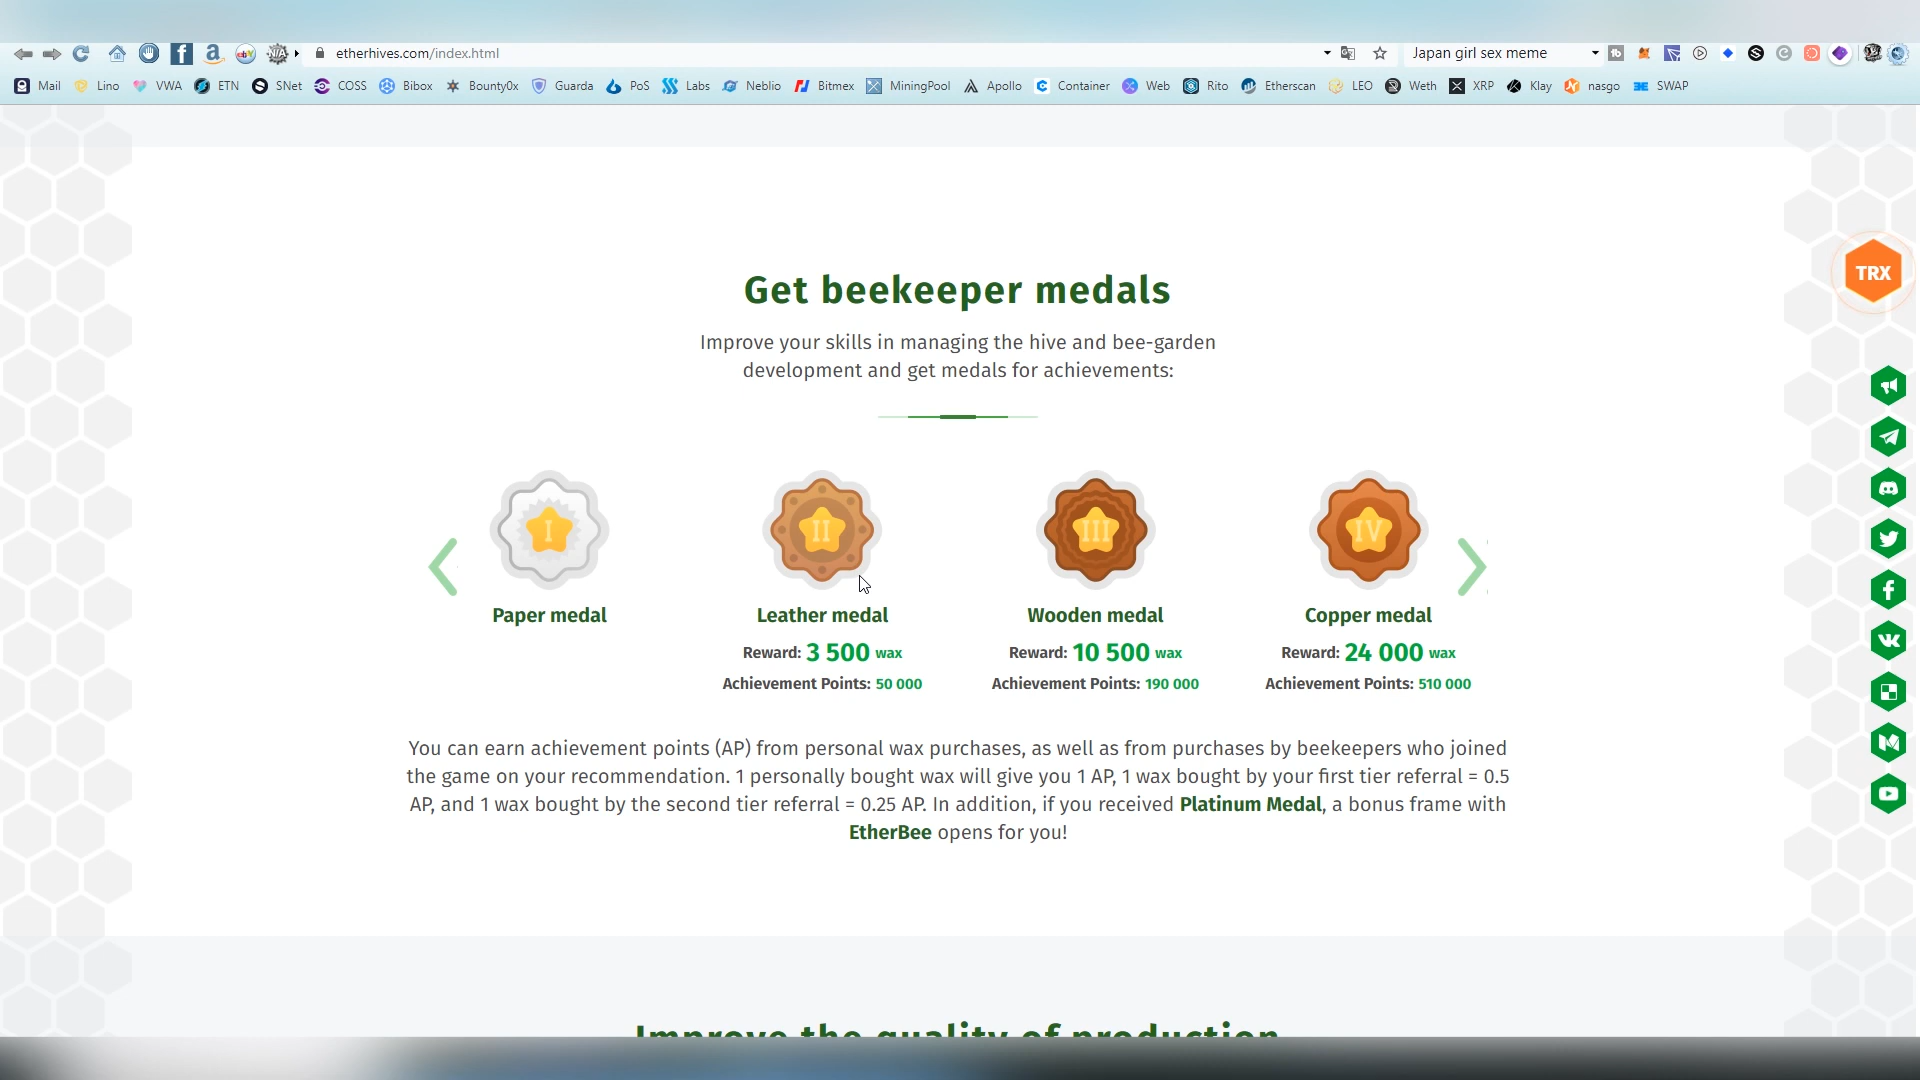 etherhives.com/index.html
Japan girl sex meme
Mail Lino VWA ETN SNet COSS Bibox Bounty0x Guarda PoS Labs Neblio Bitmex MiningPool Apollo Container Web Rito Etherscan LEO Weth XRP Klay nasgo SWAP
TRX
Get beekeeper medals
Improve your skills in managing the hive and bee-garden
development and get medals for achievements:
I II III IV
Paper medal Leather medal Wooden medal Copper medal
Reward: 3 500 wax Reward: 10 500 wax Reward: 24 000 wax
Achievement Points: 50 000 Achievement Points: 190 000 Achievement Points: 510 000
You can earn achievement points (AP) from personal wax purchases, as well as from purchases by beekeepers who joined
the game on your recommendation. 1 personally bought wax will give you 1 AP, 1 wax bought by your first tier referral = 0.5
AP, and 1 wax bought by the second tier referral = 0.25 AP. In addition, if you received Platinum Medal, a bonus frame with
EtherBee opens for you!
Improve the quality of production